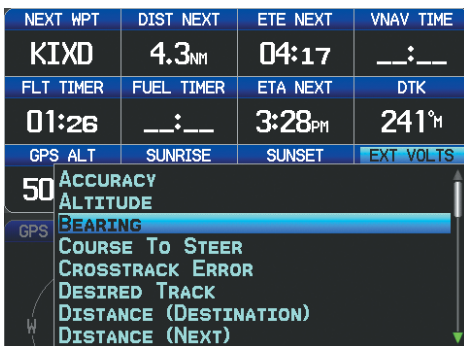 NEXT WPT DIST NEXT ETE NEXT VNAV TIME
KIXD 4.3NM 04:17 __:__
FLT TIMER FUEL TIMER ETA NEXT DTK
01:26 __:__ 3:28PM 241°M
GPS ALT SUNRISE SUNSET EXT VOLTS
50
GPS
W
ACCURACY
ALTITUDE
BEARING
COURSE TO STEER
CROSSTRACK ERROR
DESIRED TRACK
DISTANCE (DESTINATION)
DISTANCE (NEXT)